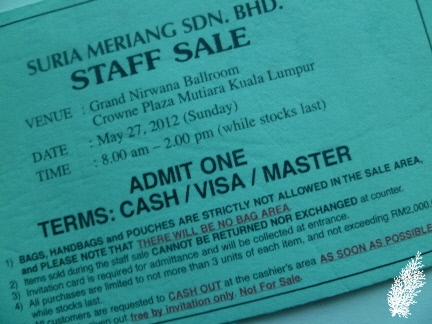 SURIA MERIANG SDN. BHD.
STAFF SALE
VENUE : Grand Nirwana Ballroom
Crowne Plaza Mutiara Kuala Lumpur
DATE : May 27, 2012 (Sunday)
TIME : 8.00 am – 2.00 pm (while stocks last)
ADMIT ONE
TERMS: CASH / VISA / MASTER
1) BAGS, HANDBAGS and POUCHES ARE STRICTLY NOT ALLOWED IN THE SALE AREA,
and PLEASE NOTE THAT THERE WILL BE NO BAG AREA.
2) Items sold during the staff sale CANNOT BE RETURNED NOR EXCHANGED at counter.
3) Invitation card is required for admittance and will be collected at entrance.
4) All purchases are limited to not more than 3 units of each item, and not exceeding RM2,000
while stocks last.
customers are requested to CASH OUT at the cashier's area AS SOON AS POSSIBLE
out free by invitation only. Not For Sale.